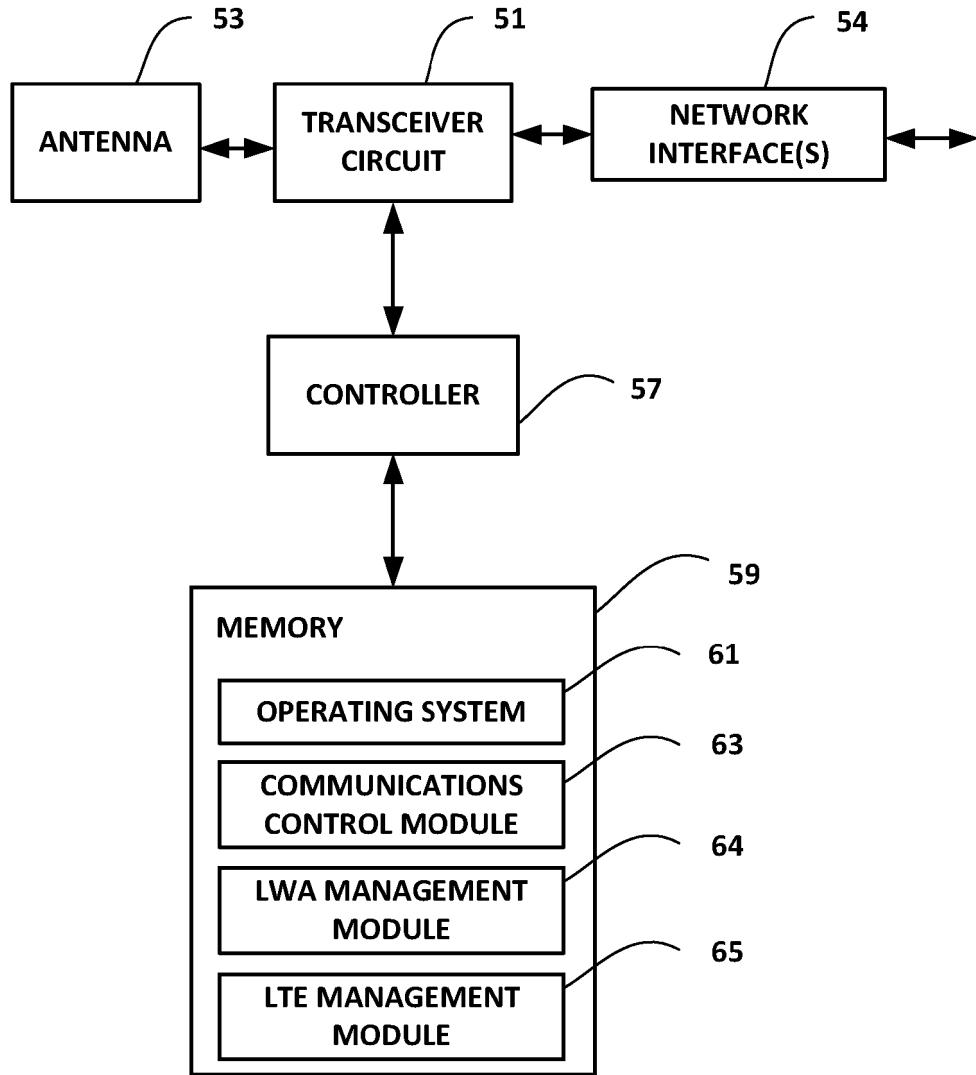 53
51
54
ANTENNA
TRANSCEIVER
CIRCUIT
NETWORK
INTERFACE(S)
CONTROLLER
57
59
MEMORY
61
OPERATING SYSTEM
63
COMMUNICATIONS
CONTROL MODULE
64
LWA MANAGEMENT
MODULE
65
LTE MANAGEMENT
MODULE